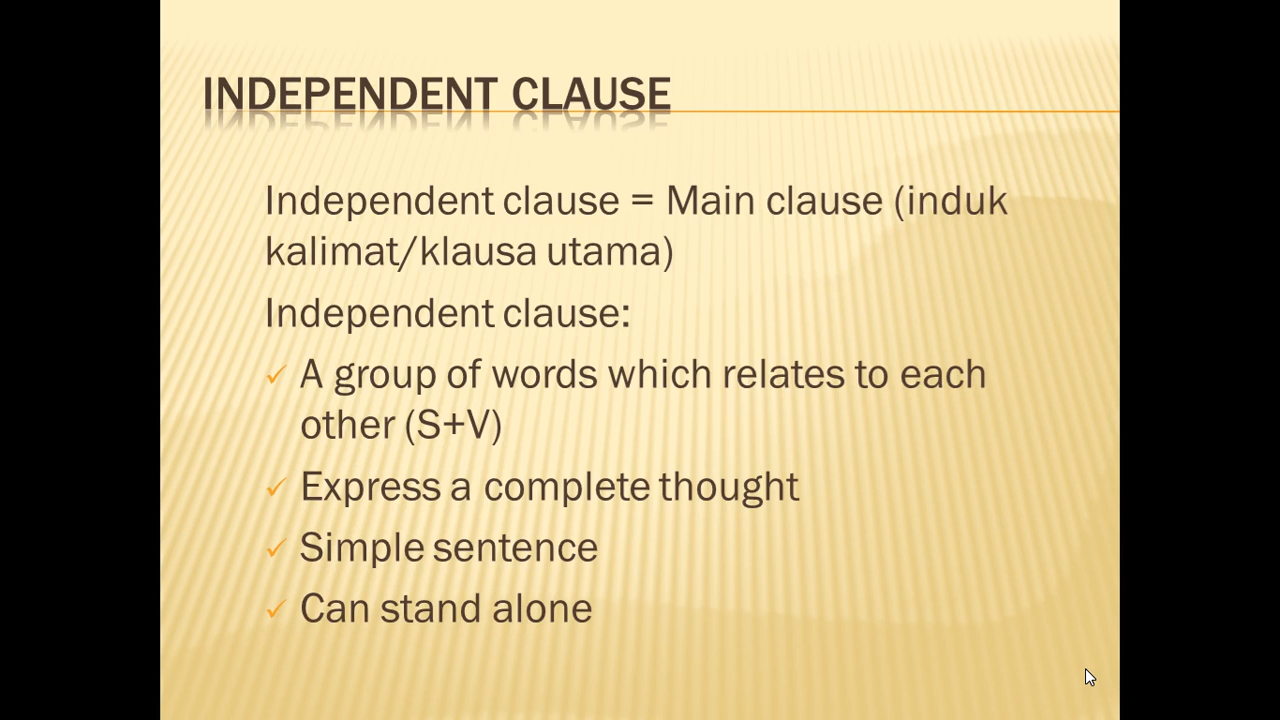 INDEPENDENT CLAUSE
Independent clause = Main clause (induk
kalimat/klausa utama)
Independent clause:
✓ A group of words which relates to each
other (S+V)
✓ Express a complete thought
✓ Simple sentence
✓ Can stand alone